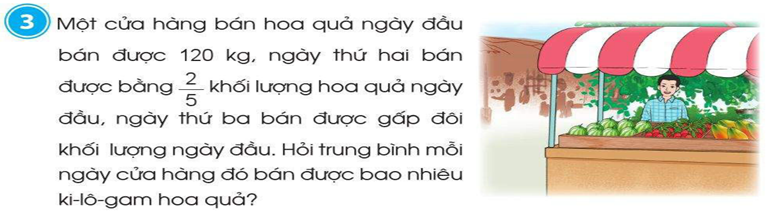 3 Một cửa hàng bán hoa quả ngày đầu
bán được 120 kg, ngày thứ hai bán
được bằng 2/5 khối lượng hoa quả ngày
đầu, ngày thứ ba bán được gấp đôi
khối lượng ngày đầu. Hỏi trung bình mỗi
ngày cửa hàng đó bán được bao nhiêu
ki-lô-gam hoa quả?